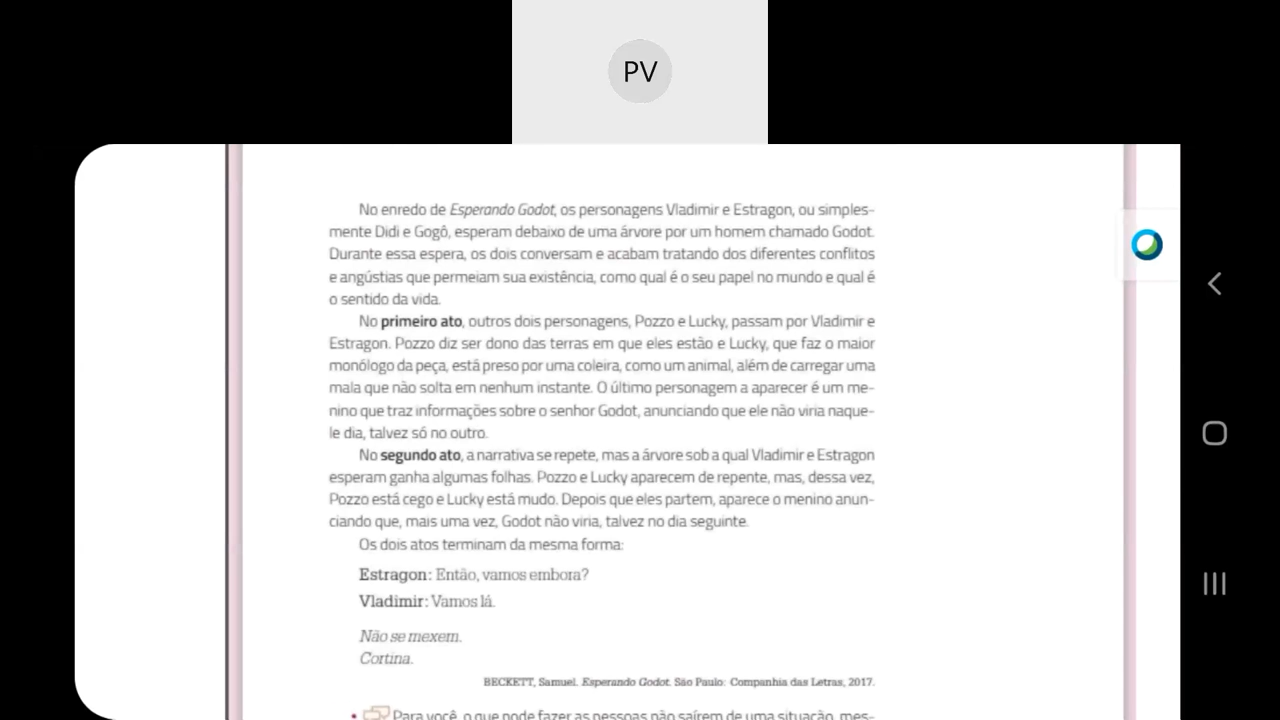 PV
No enredo de Esperando Godot, os personagens Vladimir e Estragon, ou simples-
mente Didi e Gogô, esperam debaixo de uma árvore por um homem chamado Godot.
Durante essa espera, os dois conversam e acabam tratando dos diferentes conflitos
e angústias que permeiam sua existência, como qual é o seu papel no mundo e qual é
o sentido da vida.
No primeiro ato, outros dois personagens, Pozzo e Lucky, passam por Vladimir e
Estragon. Pozzo diz ser dono das terras em que eles estão e Lucky, que faz o maior
monólogo da peça, está preso por uma coleira, como um animal, além de carregar uma
mala que não solta em nenhum instante. O último personagem a aparecer é um me-
nino que traz informações sobre o senhor Godot, anunciando que ele não viria naque-
le dia, talvez só no outro.
No segundo ato, a narrativa se repete, mas a árvore sob a qual Vladimir e Estragon
esperam ganha algumas folhas. Pozzo e Lucky aparecem de repente, mas, dessa vez,
Pozzo está cego e Lucky está mudo. Depois que eles partem, aparece o menino anun-
ciando que, mais uma vez, Godot não viria, talvez no dia seguinte.
Os dois atos terminam da mesma forma:
Estragon: Então, vamos embora?
Vladimir: Vamos lá.
Não se mexem.
Cortina.
BECKETT, Samuel. Esperando Godot. São Paulo: Companhia das Letras, 2017.
• Para você, o que pode fazer as pessoas não saírem de uma situação, mes-